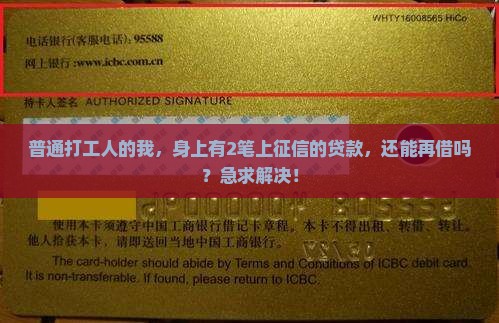 WHTY16008565 HiCo
电话银行(客服电话): 95588
网上银行:www.icbc.com.cn
持卡人签名 AUTHORIZED SIGNATURE
普通打工人的我，身上有2笔上征信的贷款，还能再借吗
？急求解决！
使用本卡须遵守中国工商银行借记卡章程。本卡不得出租、转借、转让。
他人拾获本卡，请即送回当地中国工商银行。
The card-holder should abide by Terms and Conditions of ICBC debit card.
It is non-transferable. If found, please return to ICBC.